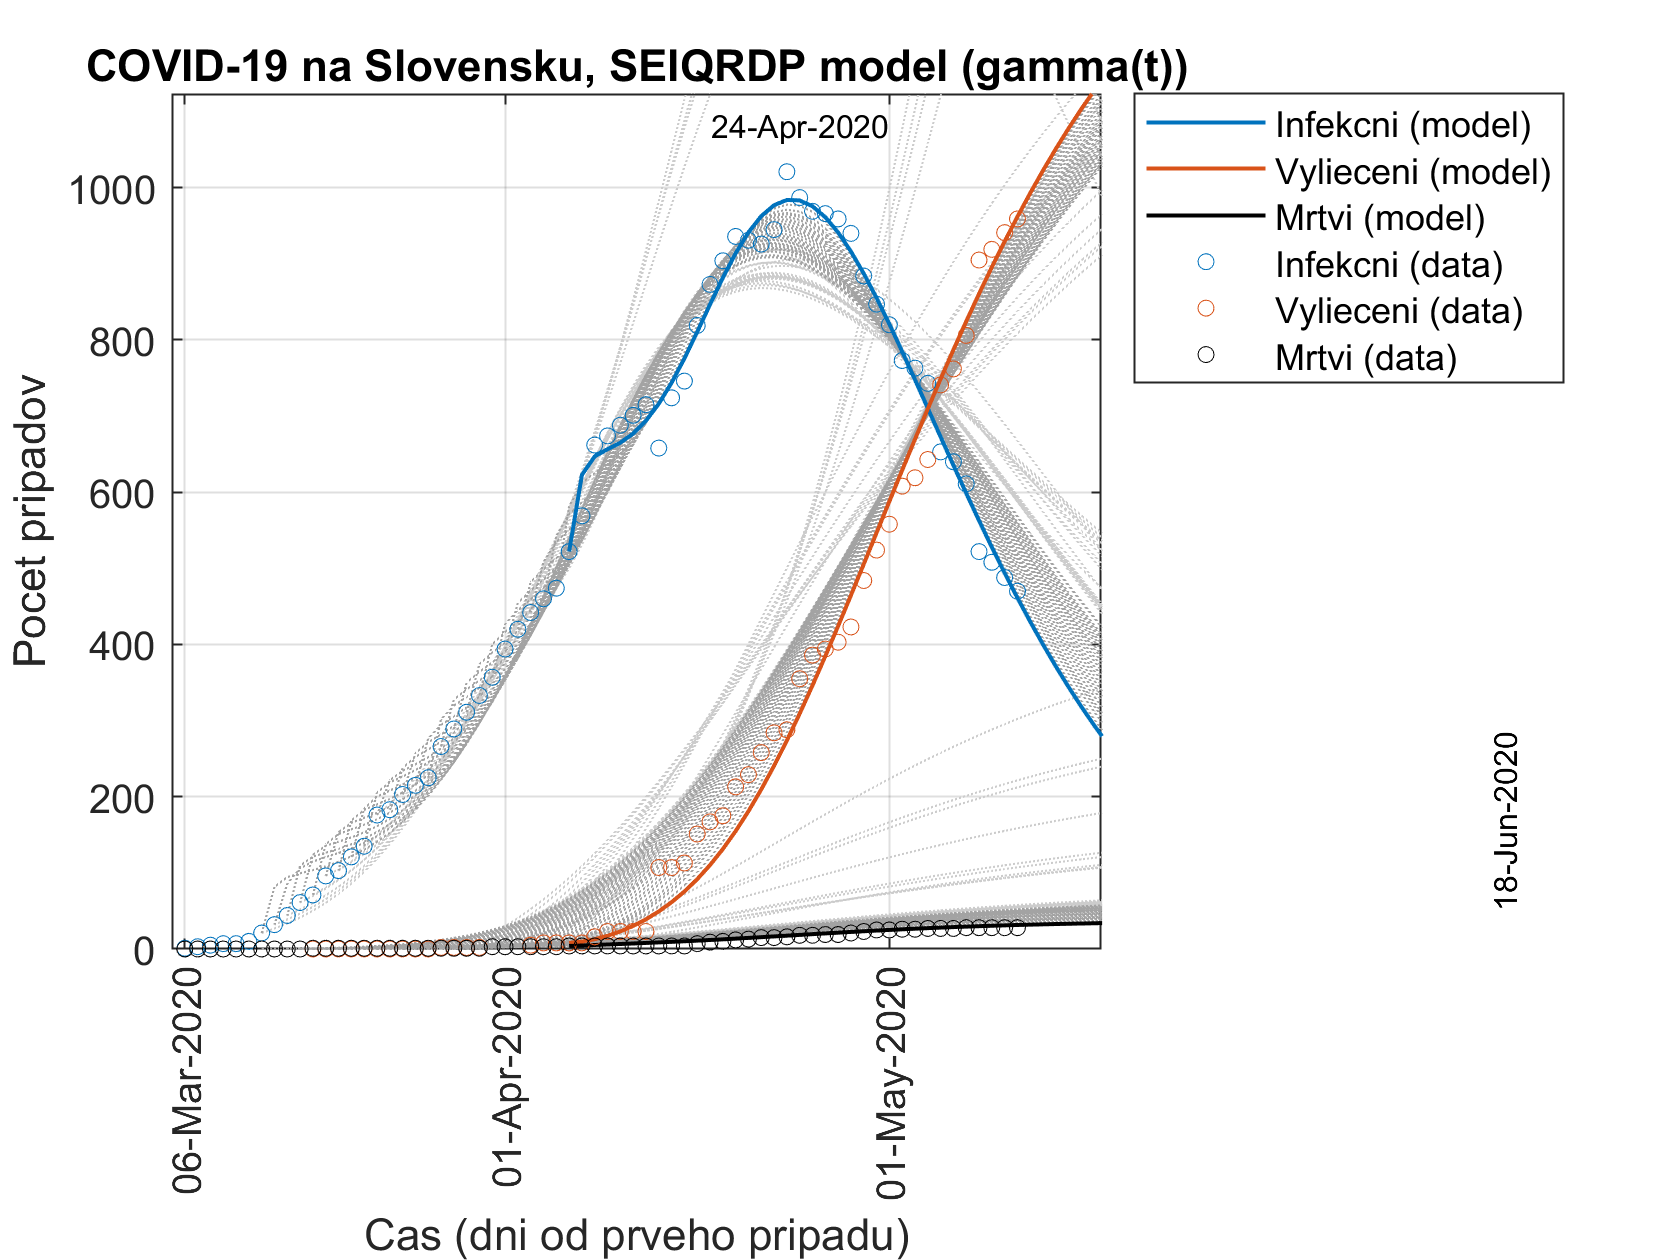 COVID-19 na Slovensku, SEIQRDP model (gamma(t))
24-Apr-2020
Infekcni (model)
Vylieceni (model)
Mrtvi (model)
Infekcni (data)
Vylieceni (data)
Mrtvi (data)
Pocet pripadov
1000
800
600
400
200
0
18-Jun-2020
06-Mar-2020
01-Apr-2020
01-May-2020
Cas (dni od prveho pripadu)